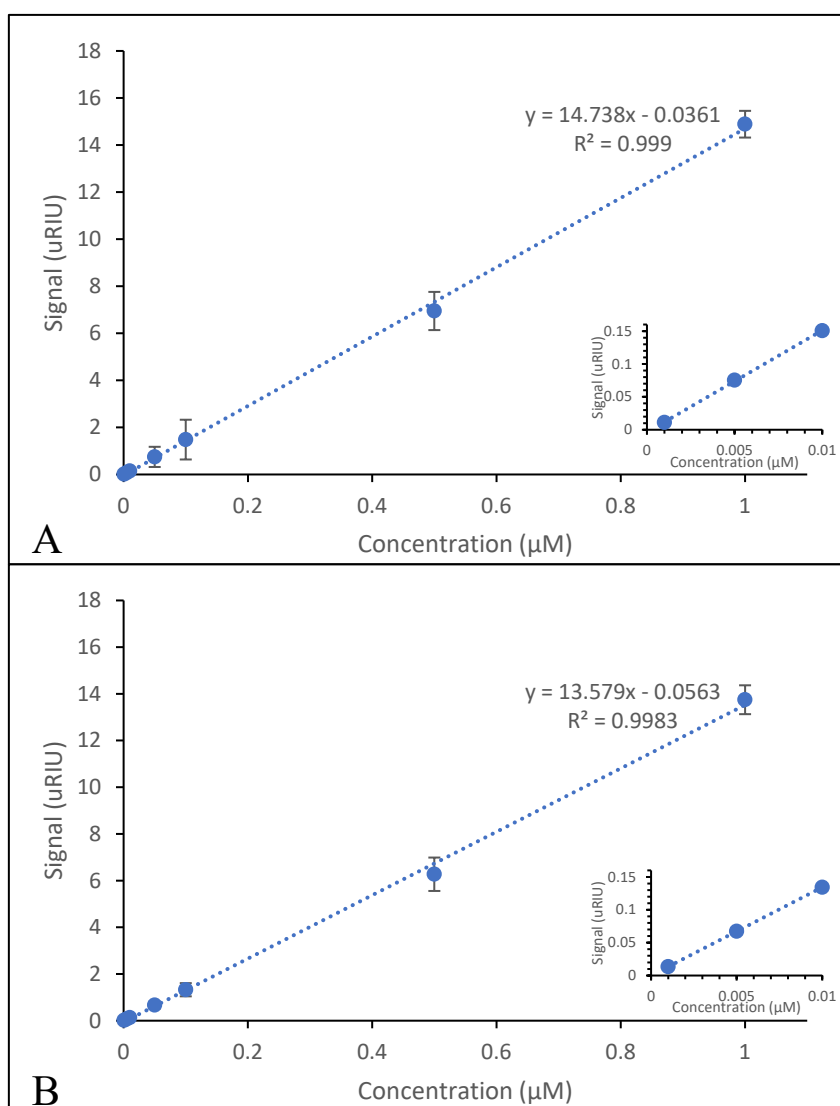 18
16
14
12
10
8
6
4
2
0
Signal (uRIU)
y = 14.738x - 0.0361
R² = 0.999
0.15
0.1
0.05
0
Signal (uRIU)
0 0.005 0.01
Concentration (µM)
0 0.2 0.4 0.6 0.8 1
Concentration (µM)
A
18
16
14
12
10
8
6
4
2
0
Signal (uRIU)
y = 13.579x - 0.0563
R² = 0.9983
0.15
0.1
0.05
0
Signal (uRIU)
0 0.005 0.01
Concentration (µM)
0 0.2 0.4 0.6 0.8 1
Concentration (µM)
B